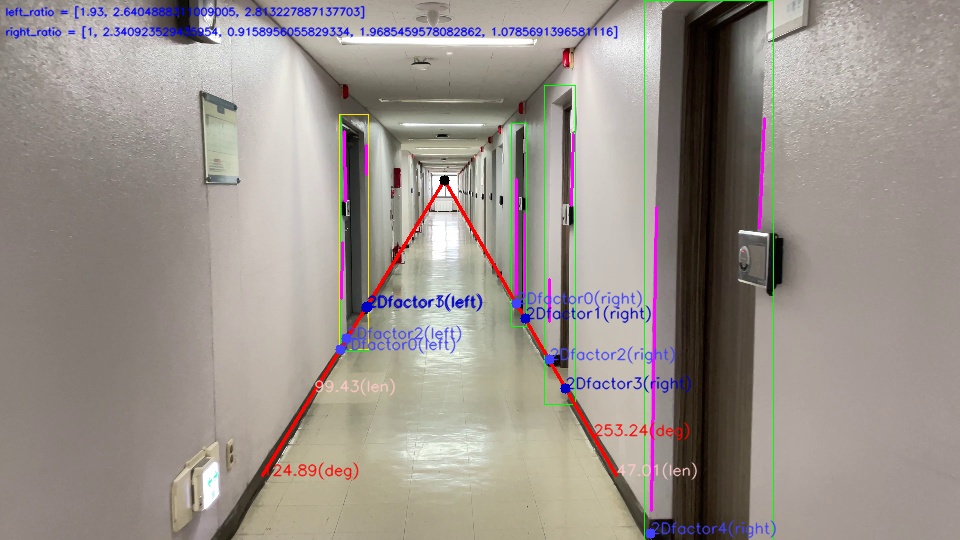 left_ratio = [1.93, 2.6404888311009005, 2.813227887137703]
right_ratio = [1, 2.340923529435954, 0.9158956055829334, 1.9685459578082862, 1.0785691396581116]
2Dfactor3(left)
2Dfactor0(right)
2Dfactor1(right)
2Dfactor2(left)
2Dfactor0(left)
2Dfactor2(right)
99.43(len)
2Dfactor3(right)
253.24(deg)
24.89(deg)
47.01(len)
2Dfactor4(right)